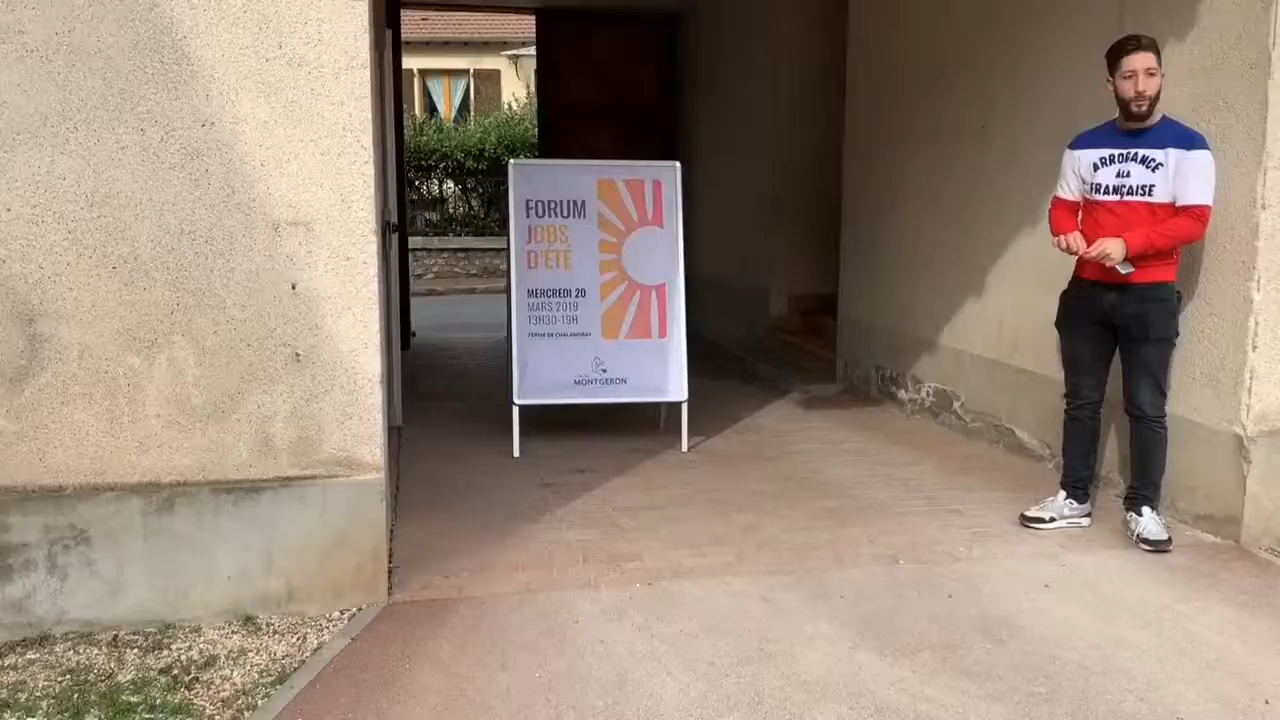 FORUM
JOBS
D'ÉTÉ
MERCREDI 20
MARS 2019
13H30-19H
FERME DE CHALANDRAY
MONTGERON
ARROGANCE
À LA
FRANÇAISE